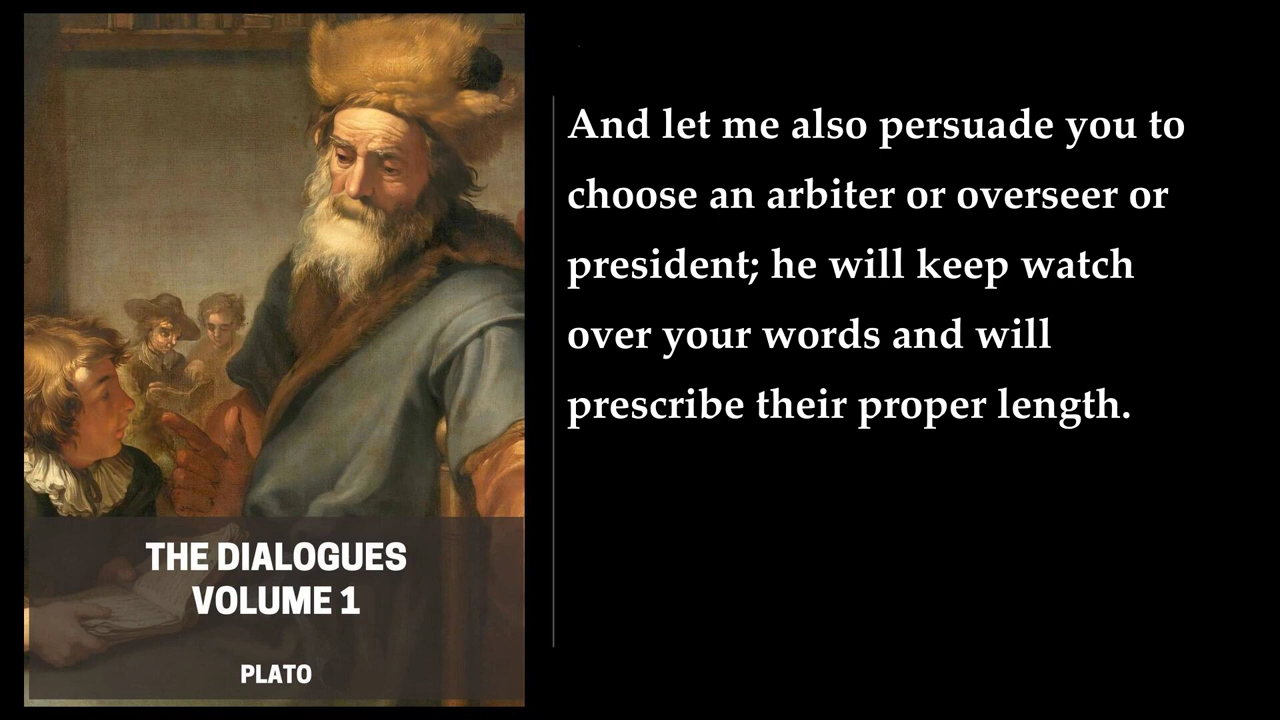 And let me also persuade you to
choose an arbiter or overseer or
president; he will keep watch
over your words and will
prescribe their proper length.
THE DIALOGUES
VOLUME 1
PLATO